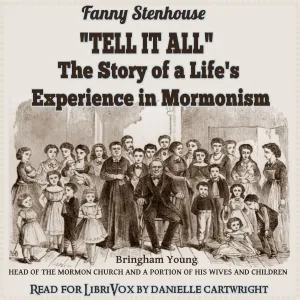 Fanny Stenhouse
"TELL IT ALL"
The Story of a Life's
Experience in Mormonism
Bringham Young
HEAD OF THE MORMON CHURCH AND A PORTION OF HIS WIVES AND CHILDREN
READ FOR LIBRIVOX BY DANIELLE CARTWRIGHT